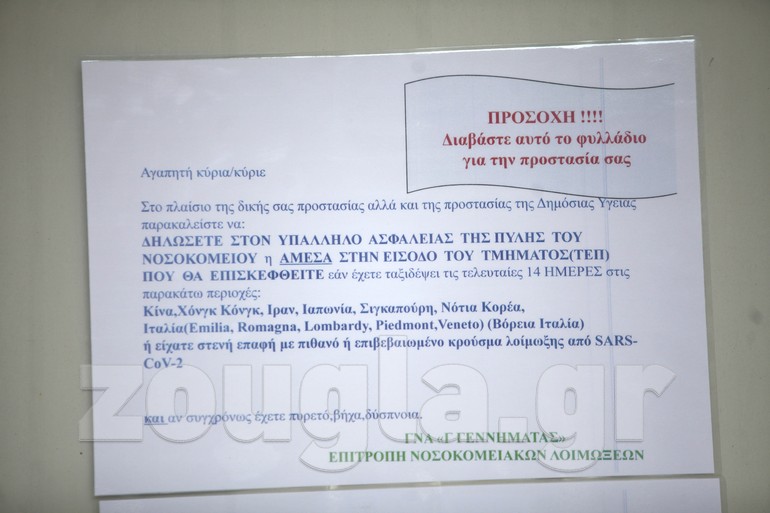 ΠΡΟΣΟΧΗ !!!!
Διαβάστε αυτό το φυλλάδιο
για την προστασία σας
Αγαπητή κύρια/κύριε
Στο πλαίσιο της δικής σας προστασίας αλλά και της προστασίας της Δημόσιας Υγείας
παρακαλείστε να:
ΔΗΛΩΣΕΤΕ ΣΤΟΝ ΥΠΑΛΛΗΛΟ ΑΣΦΑΛΕΙΑΣ ΤΗΣ ΠΥΛΗΣ ΤΟΥ
ΝΟΣΟΚΟΜΕΙΟΥ η ΑΜΕΣΑ ΣΤΗΝ ΕΙΣΟΔΟ ΤΟΥ ΤΜΗΜΑΤΟΣ(ΤΕΠ)
ΠΟΥ ΘΑ ΕΠΙΣΚΕΦΘΕΙΤΕ εάν έχετε ταξιδέψει τις τελευταίες 14 ΗΜΕΡΕΣ στις
παρακάτω περιοχές:
Κίνα,Χόνγκ Κόνγκ, Ιραν, Ιαπωνία, Σιγκαπούρη, Νότια Κορέα,
Ιταλία(Emilia, Romagna, Lombardy, Piedmont,Veneto) (Βόρεια Ιταλία)
ή είχατε στενή επαφή με πιθανό ή επιβεβαιωμένο κρούσμα λοίμωξης από SARS-
CoV-2
zougla.gr
και αν συγχρόνως έχετε πυρετό,βήχα,δύσπνοια.
ΓΝΑ «Γ ΓΕΝΝΗΜΑΤΑΣ»
ΕΠΙΤΡΟΠΗ ΝΟΣΟΚΟΜΕΙΑΚΩΝ ΛΟΙΜΩΞΕΩΝ